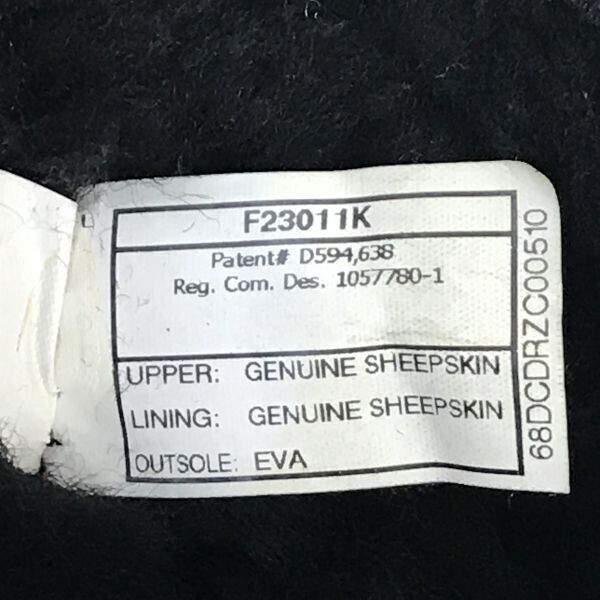 F23011K
Patent# D594,638
Reg. Com. Des. 1057780-1
UPPER: GENUINE SHEEPSKIN
LINING: GENUINE SHEEPSKIN
OUTSOLE: EVA
68DCDRZC00510